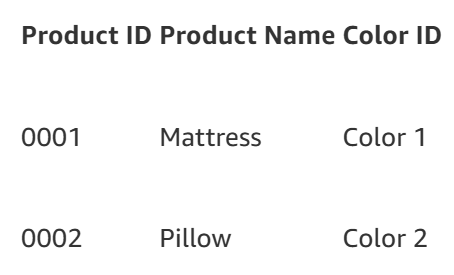 Product ID Product Name Color ID
0001 Mattress Color 1
0002 Pillow Color 2